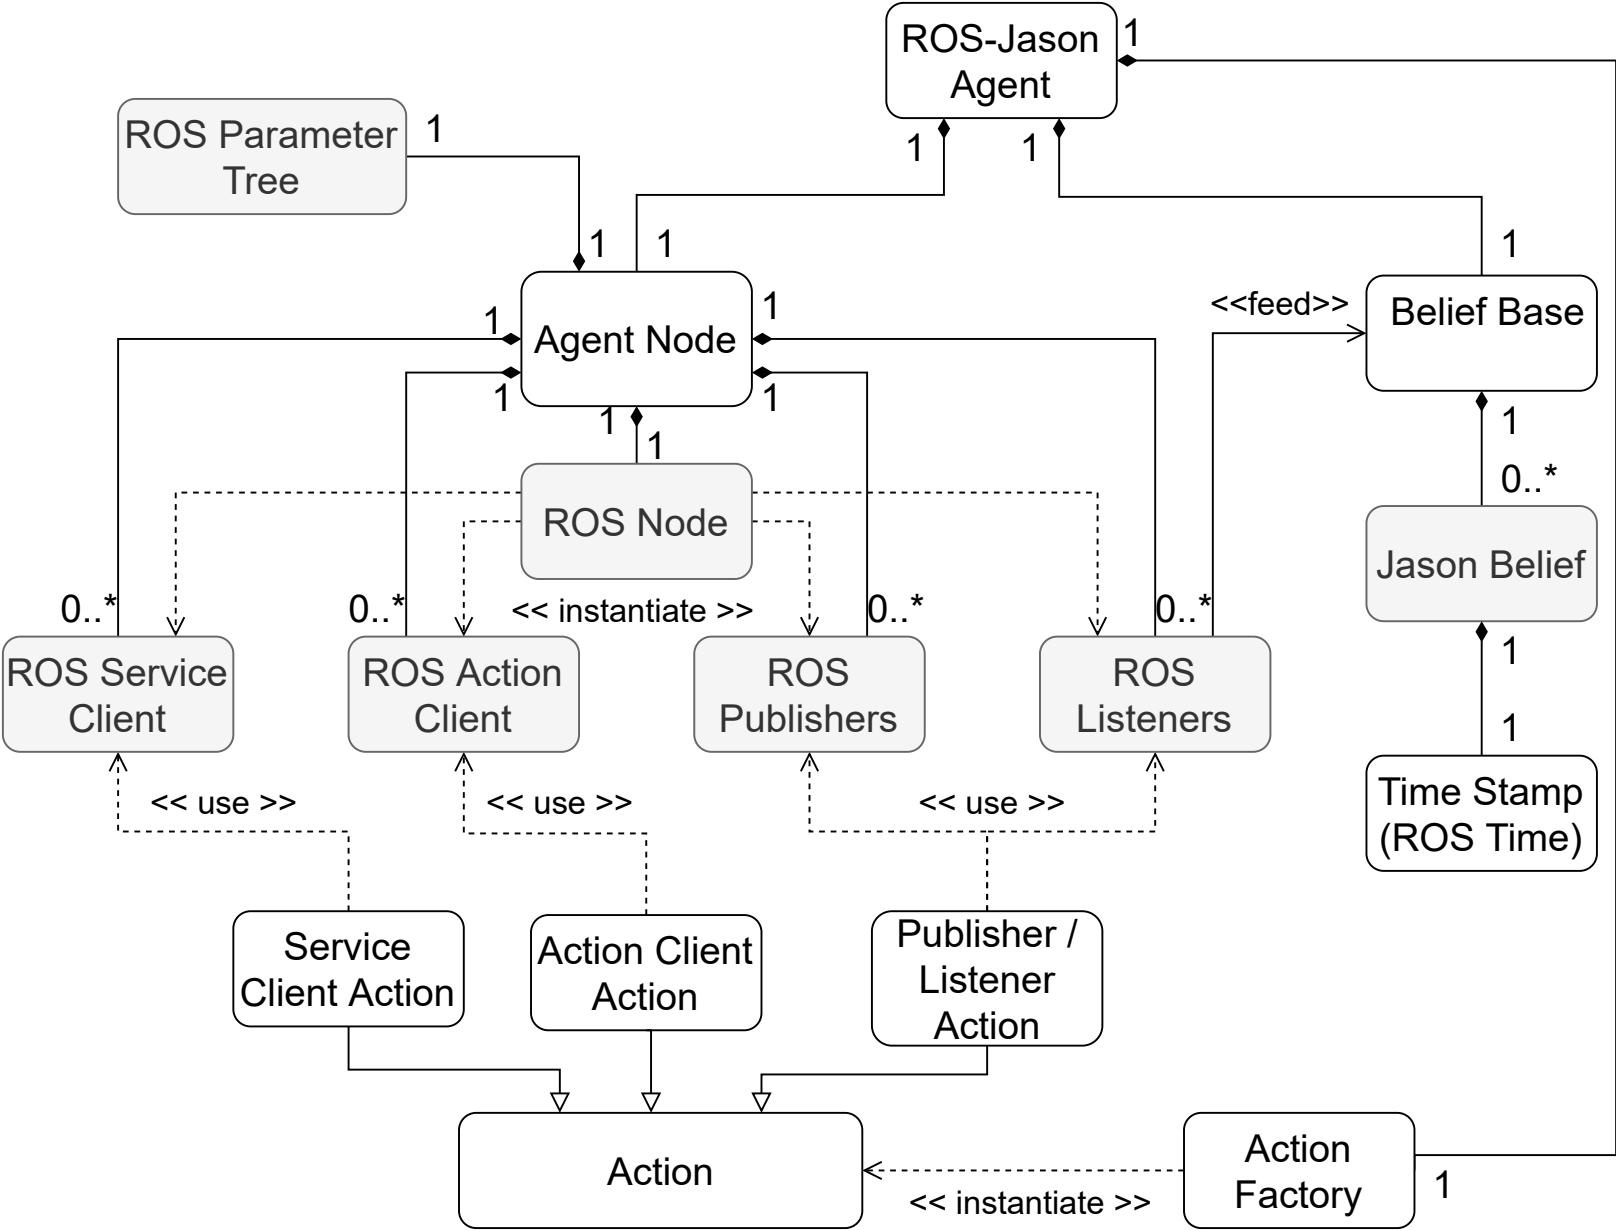 ROS-Jason
Agent
1
1
1
ROS Parameter
Tree
1
1
1
1
Agent Node
1
1
1
1
1
1
<<feed>>
Belief Base
1
0..*
Jason Belief
1
1
Time Stamp
(ROS Time)
ROS Node
<< instantiate >>
0..*
0..*
0..*
0..*
ROS Service
Client
ROS Action
Client
ROS
Publishers
ROS
Listeners
<< use >>
<< use >>
<< use >>
Service
Client Action
Action Client
Action
Publisher /
Listener
Action
Action
<< instantiate >>
Action
Factory
1